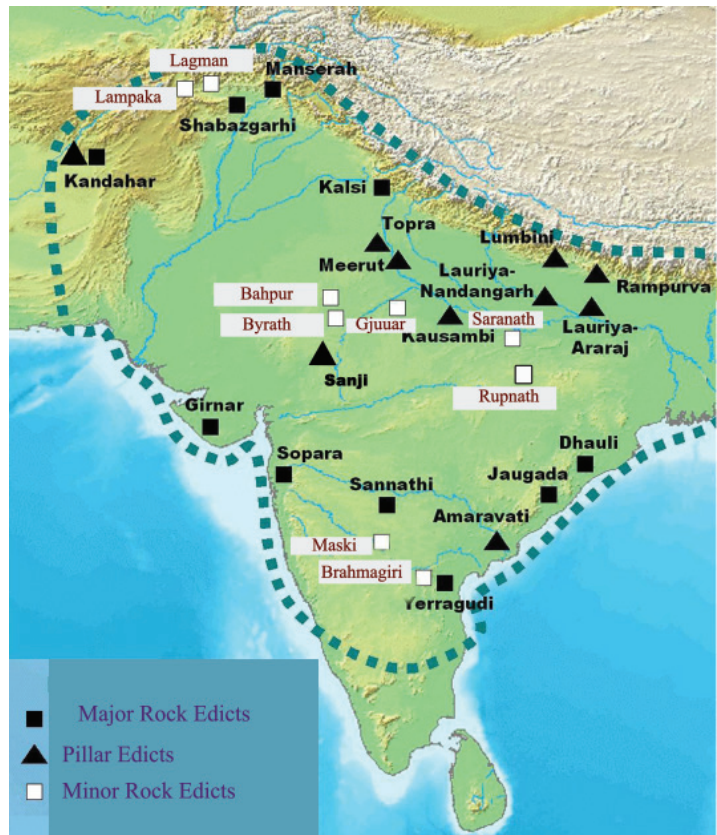 Lagman
Manserah
Lampaka
Shabazgarhi
Kandahar
Kalsi
Topra
Lumbini
Meerut
Lauriya-
Nandangarh
Rampurva
Bahpur
Byrath
Gjuuar
Saranath
Kausambi
Lauriya-
Araraj
Sanji
Rupnath
Girnar
Dhauli
Sopara
Jaugada
Sannathi
Amaravati
Maski
Brahmagiri
Yerragudi
Major Rock Edicts
Pillar Edicts
Minor Rock Edicts